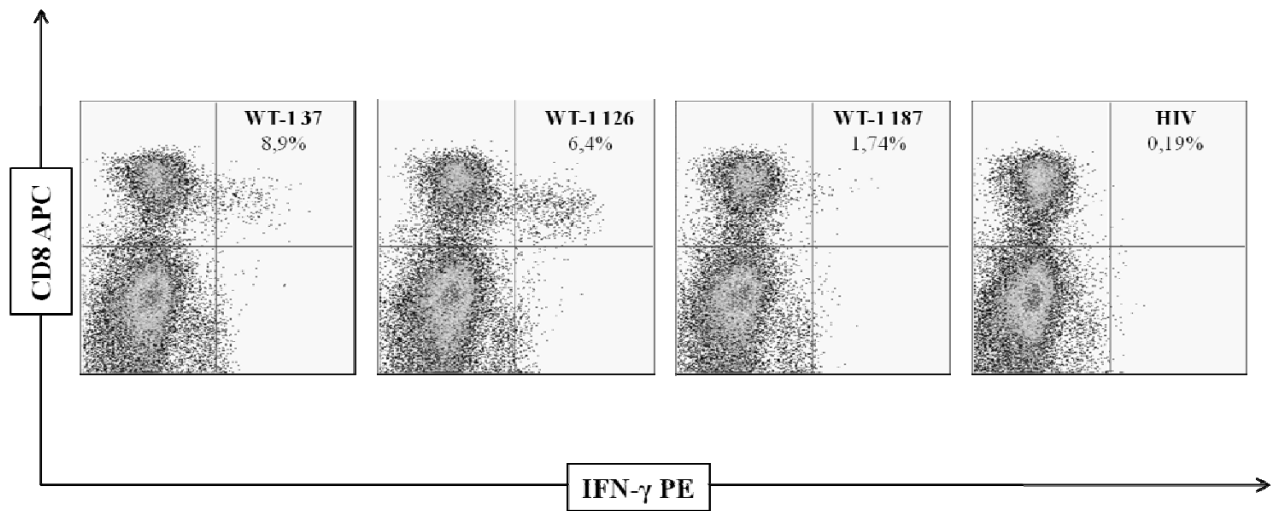 WT-1 37
8,9%
WT-1 126
6,4%
WT-1 187
1,74%
HIV
0,19%
CD8 APC
IFN-γ PE